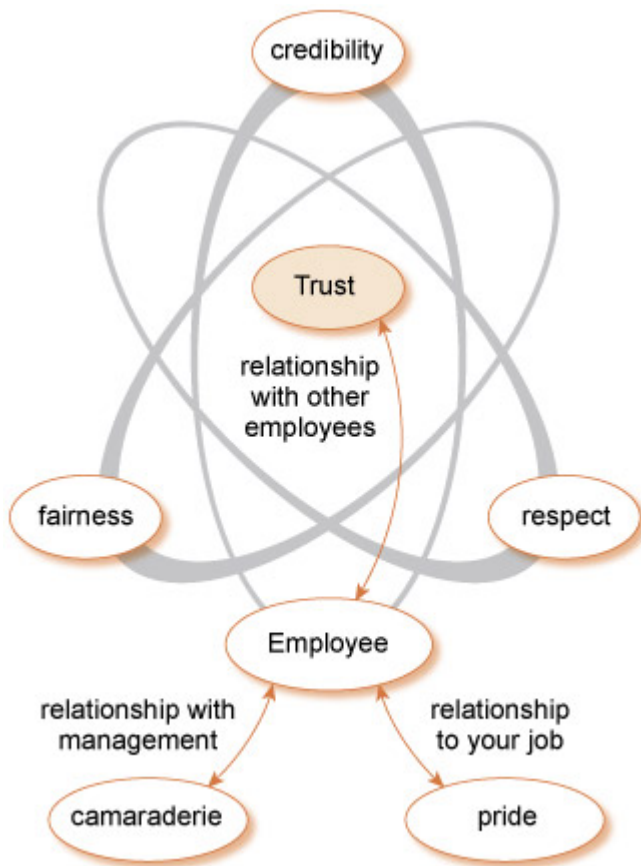 credibility
Trust
relationship
with other
employees
fairness
respect
Employee
relationship with
management
relationship
to your job
camaraderie
pride